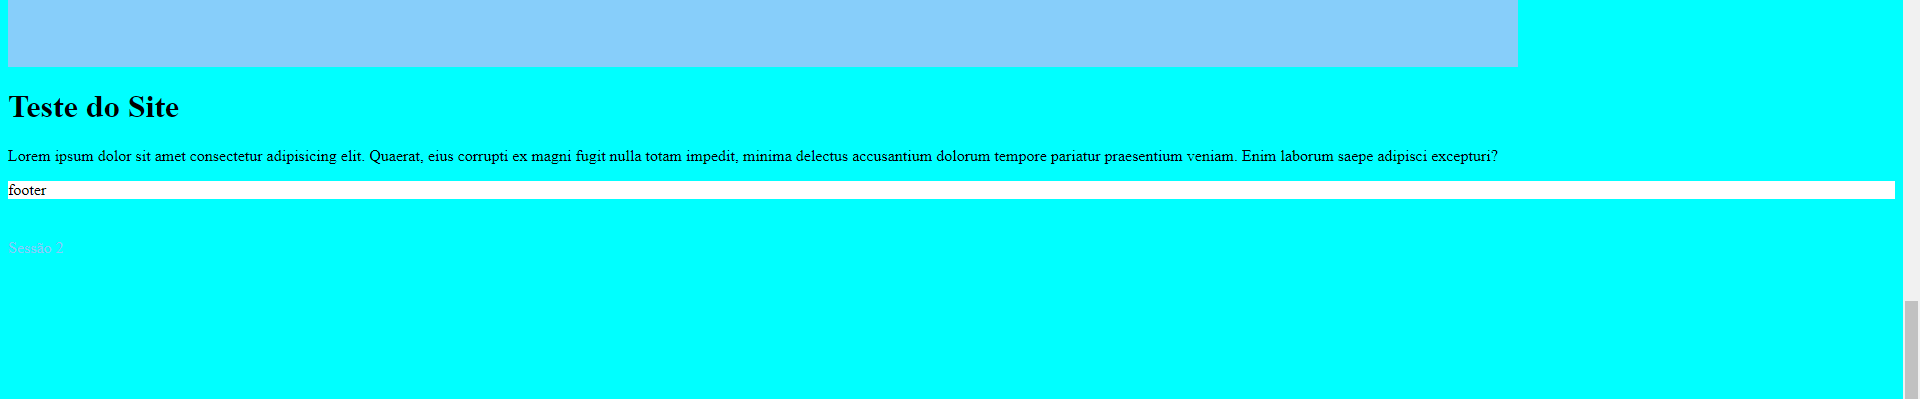 Teste do Site
Lorem ipsum dolor sit amet consectetur adipisicing elit. Quaerat, eius corrupti ex magni fugit nulla totam impedit, minima delectus accusantium dolorum tempore pariatur praesentium veniam. Enim laborum saepe adipisci excepturi?
footer
Sessão 2